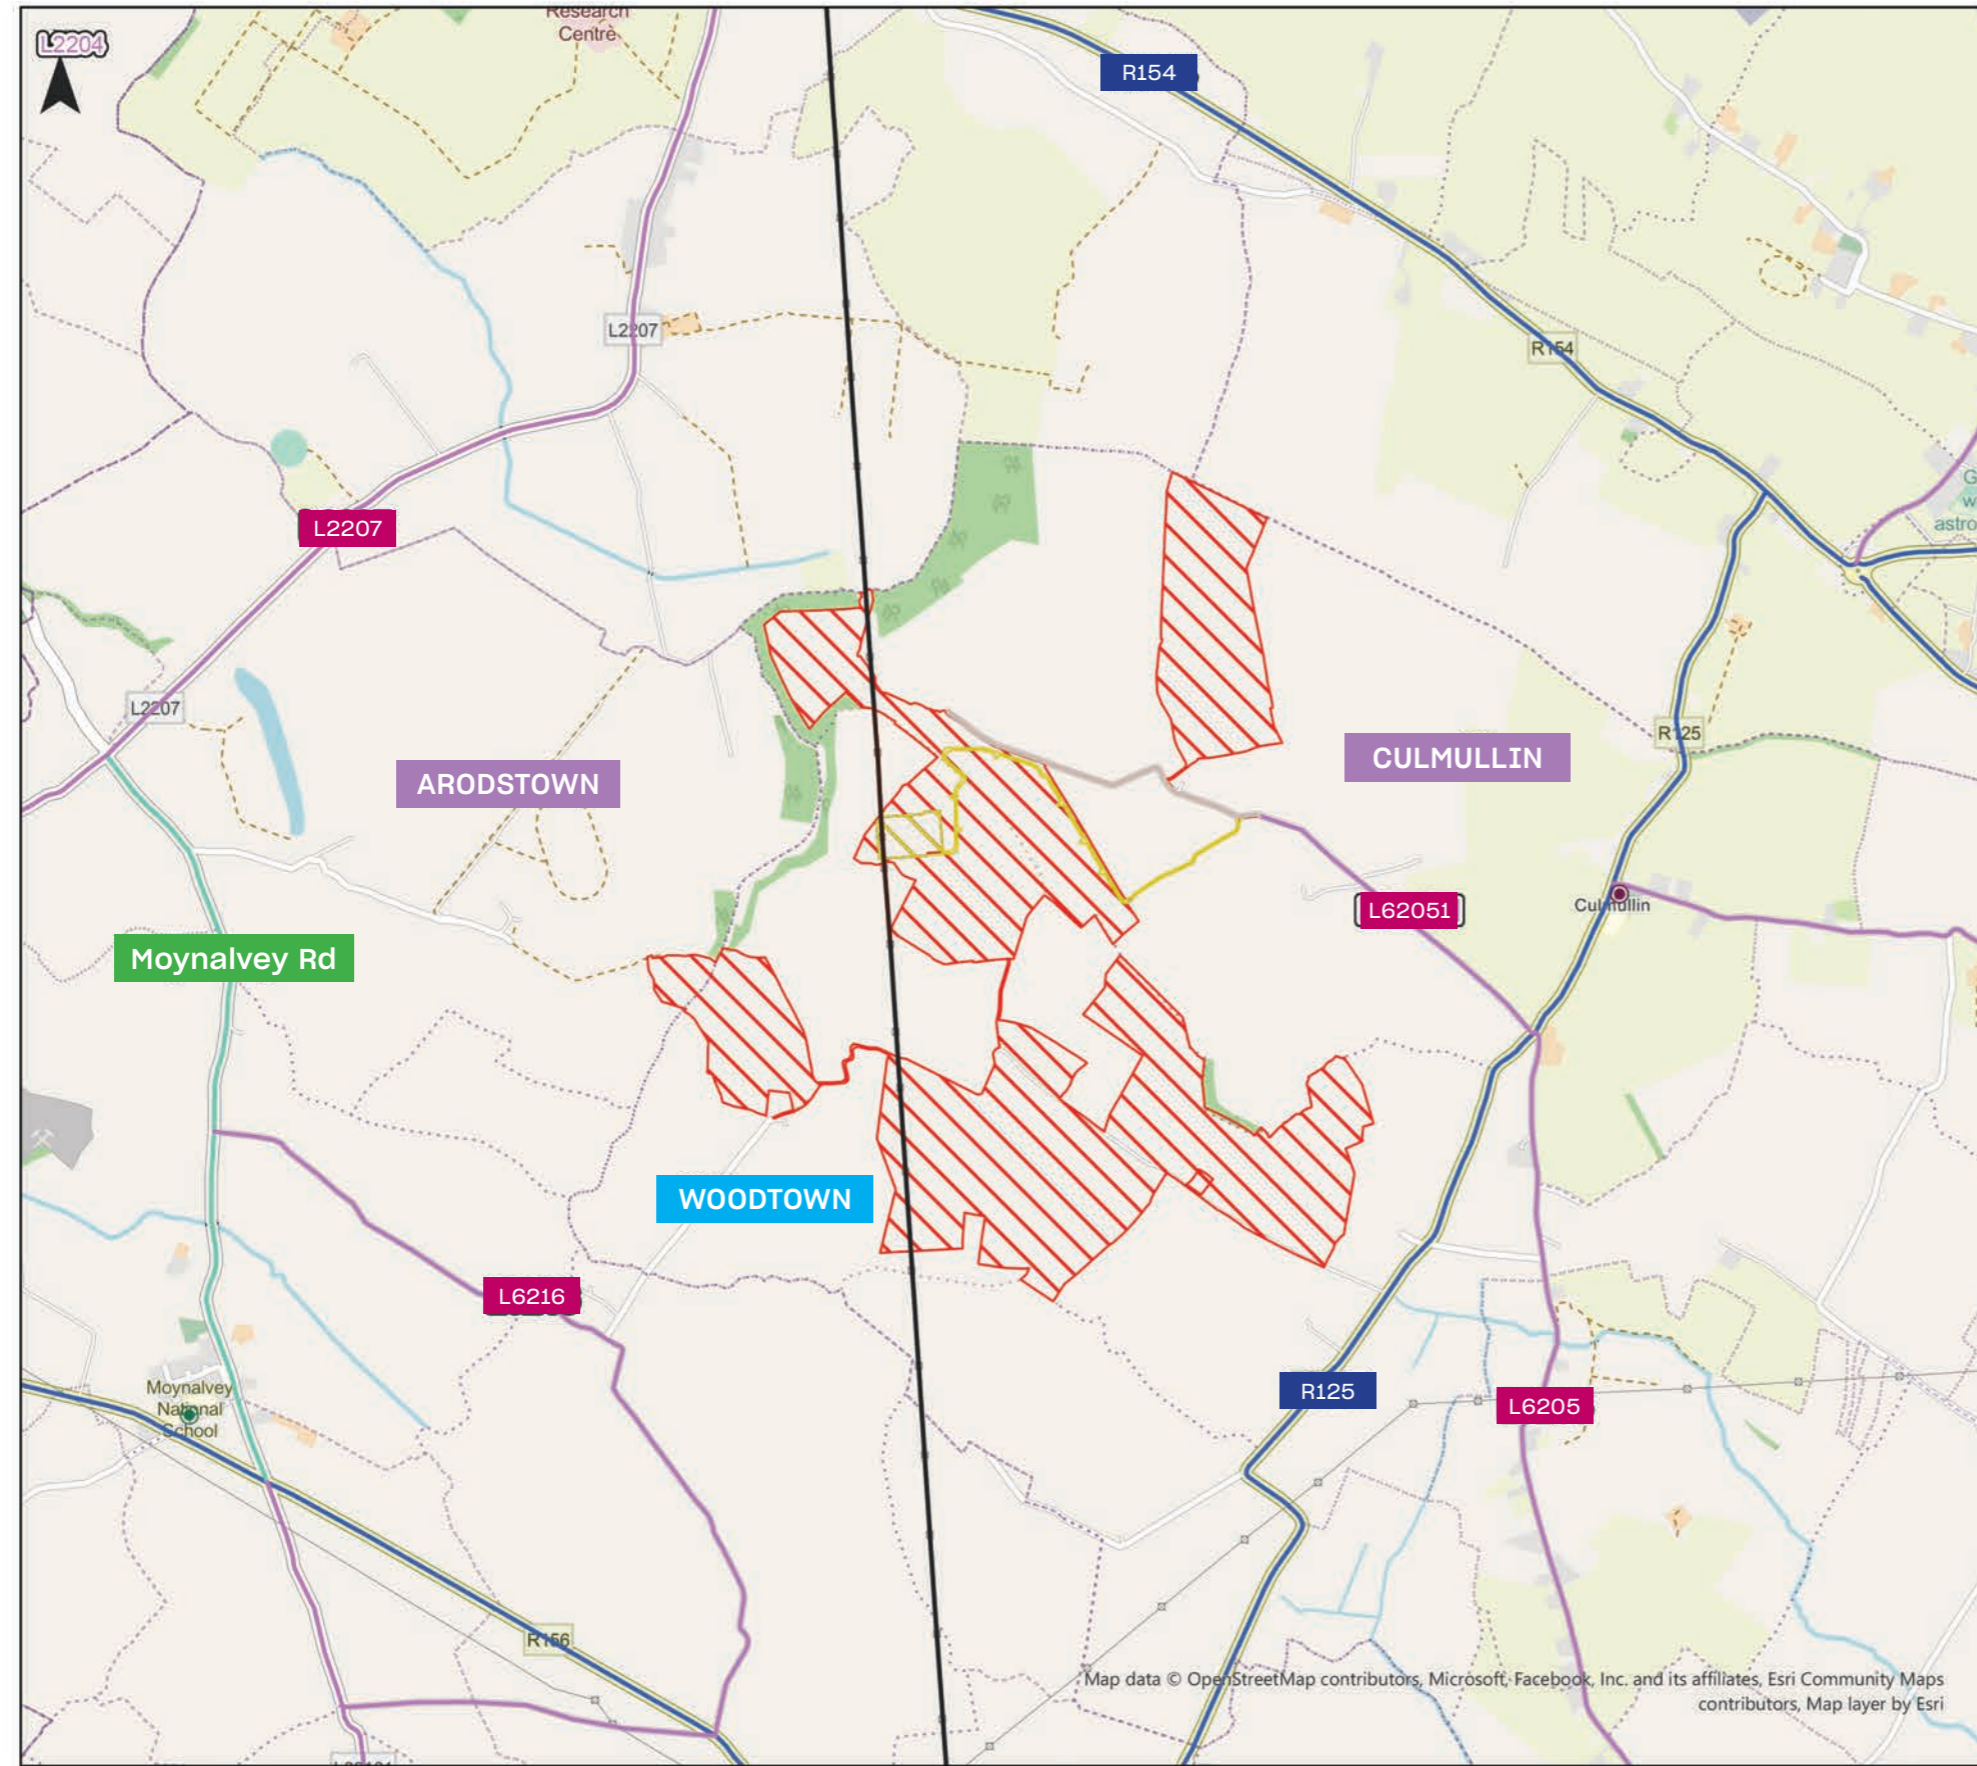 Research
Centre
L2204
R154
L2207
R154
L2207
G
w
astro
L2207
R125
CULMULLIN
ARODSTOWN
L62051
Culmullin
Moynalvey Rd
WOODTOWN
L6216
Moynalvey
National
School
R125
L6205
R156
Map data © OpenStreetMap contributors, Microsoft, Facebook, Inc. and its affiliates, Esri Community Maps
contributors, Map layer by Esri